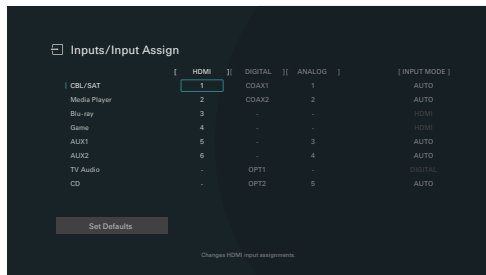 Inputs/Input Assign
[ HDMI ][ DIGITAL ][ ANALOG ] [ INPUT MODE ]
CBL/SAT 1 COAX1 1 AUTO
Media Player 2 COAX2 2 AUTO
Blu-ray 3 - - HDMI
Game 4 - - HDMI
AUX1 5 - 3 AUTO
AUX2 6 - 4 AUTO
TV Audio - OPT1 - DIGITAL
CD - OPT2 5 AUTO
Set Defaults
Changes HDMI input assignments.